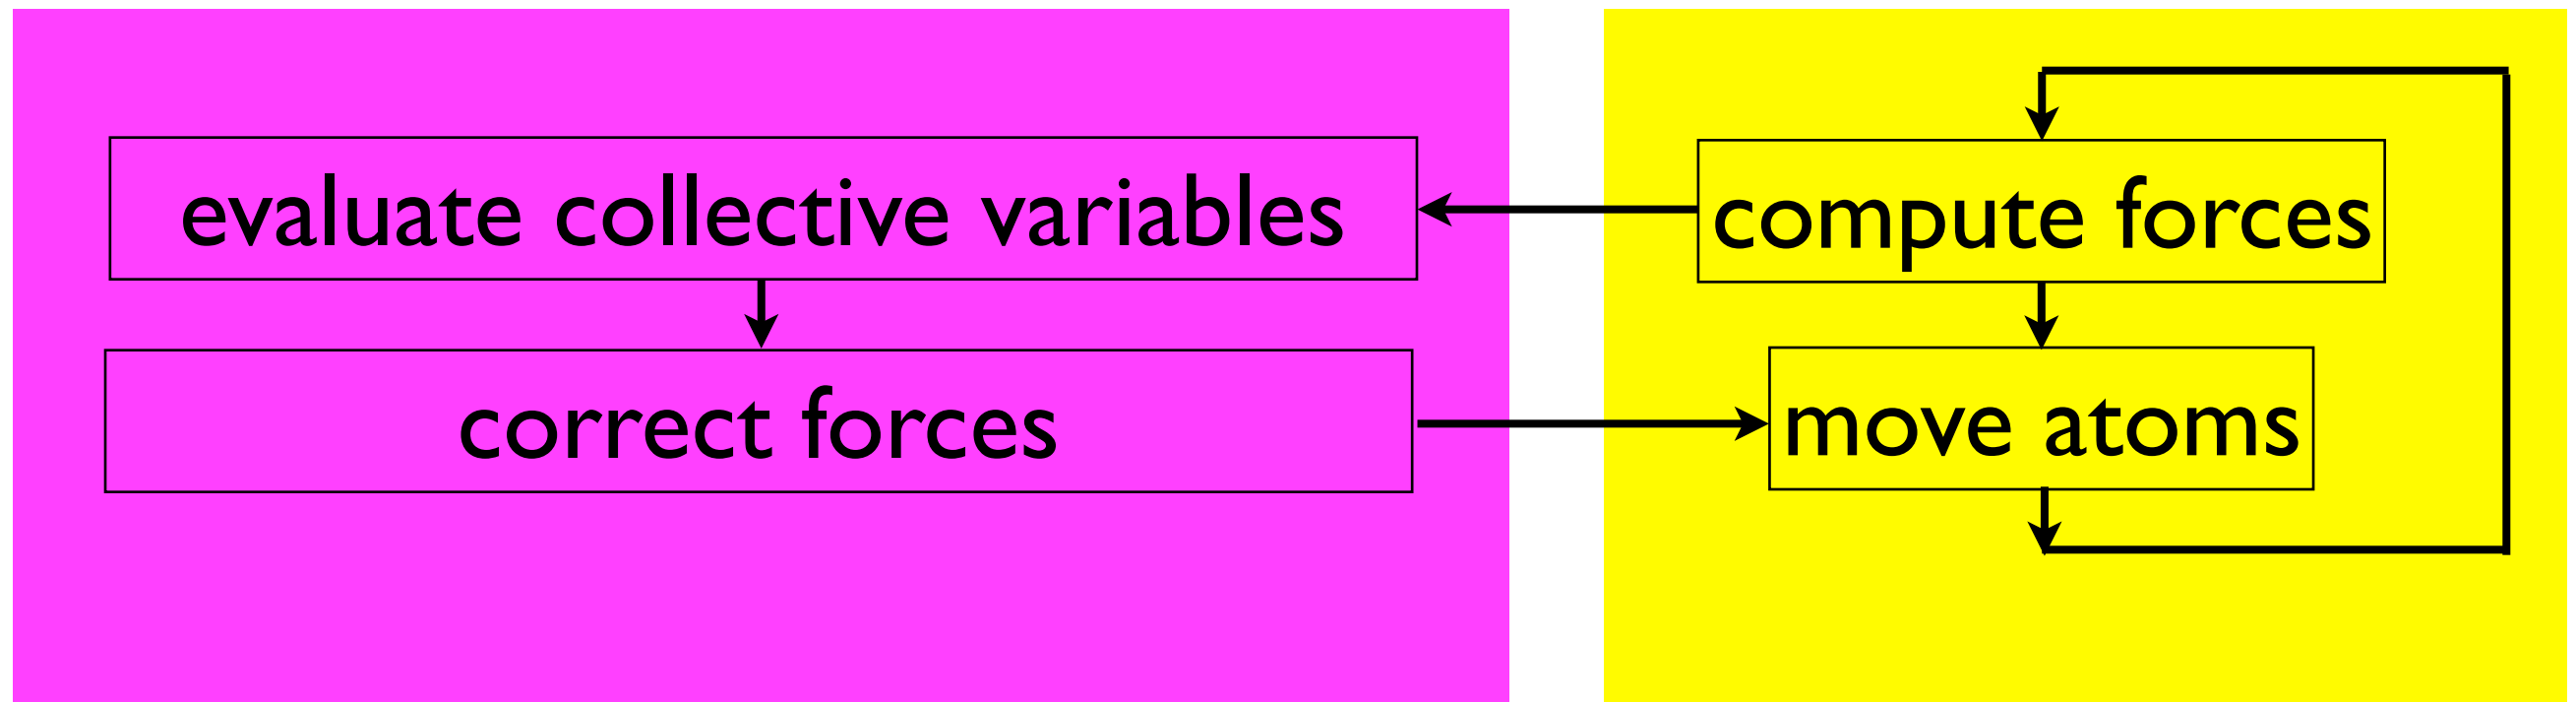 evaluate collective variables
compute forces
correct forces
move atoms